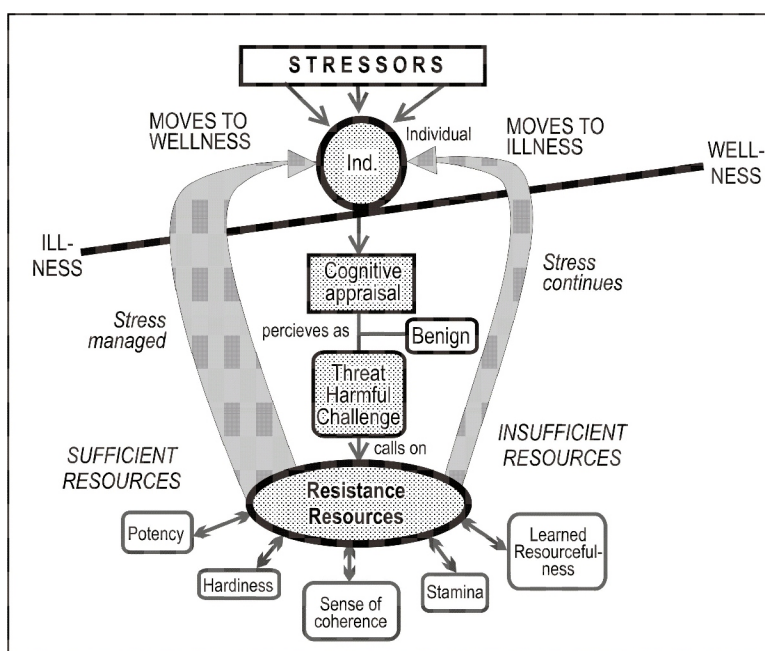 STRESSORS
MOVES TO
WELLNESS
Individual
MOVES TO
ILLNESS
Ind.
WELL-
NESS
ILL-
NESS
Cognitive
appraisal
Stress
continues
Stress
managed
percieves as
Benign
Threat
Harmful
Challenge
calls on
SUFFICIENT
RESOURCES
INSUFFICIENT
RESOURCES
Resistance
Resources
Potency
Hardiness
Sense of
coherence
Stamina
Learned
Resourceful-
ness